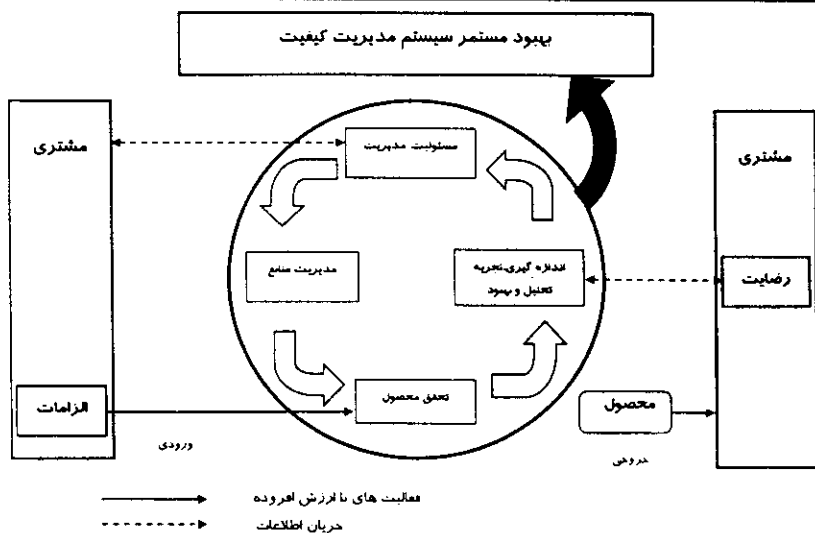 بهبود مستمر سیستم مدیریت کیفیت
مشتری
مسئولیت مدیریت
مشتری
مدیریت منابع
اندازه گیری،تجزیه
تحلیل و بهبود
رضایت
تحقق محصول
الزامات
محصول
ورودی
خروجی
فعالیت های با ارزش افزوده
جریان اطلاعات